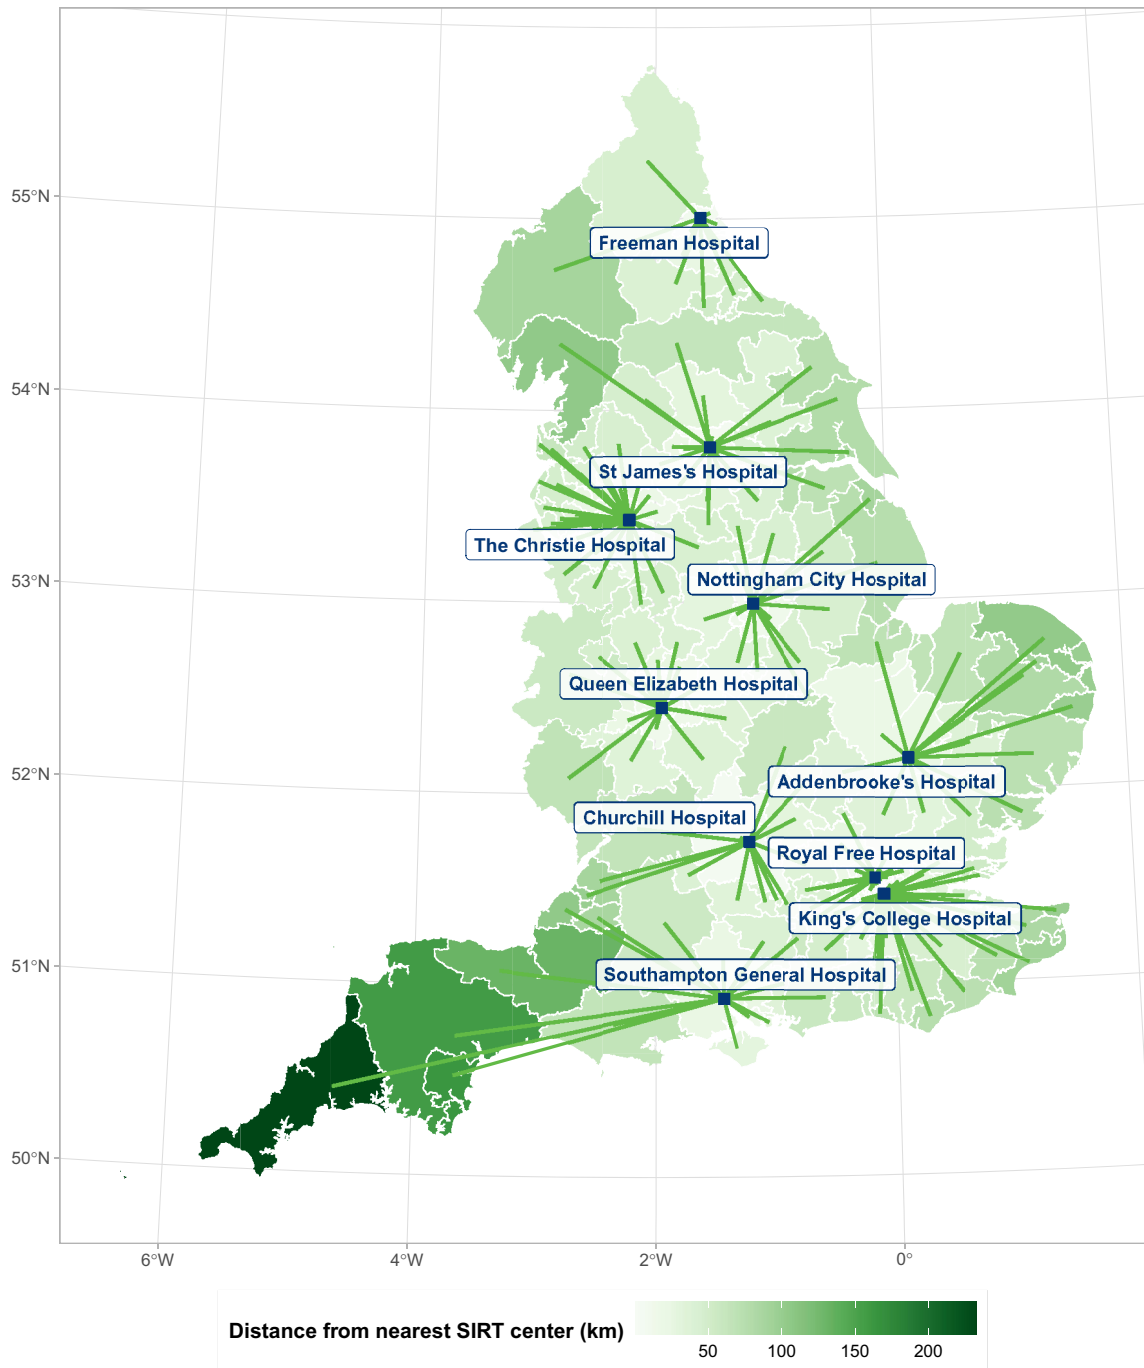 55°N
Freeman Hospital
54°N
St James's Hospital
The Christie Hospital
53°N
Nottingham City Hospital
Queen Elizabeth Hospital
52°N
Addenbrooke's Hospital
Churchill Hospital
Royal Free Hospital
King's College Hospital
51°N
Southampton General Hospital
50°N
6°W 4°W 2°W 0°
Distance from nearest SIRT center (km)
50 100 150 200